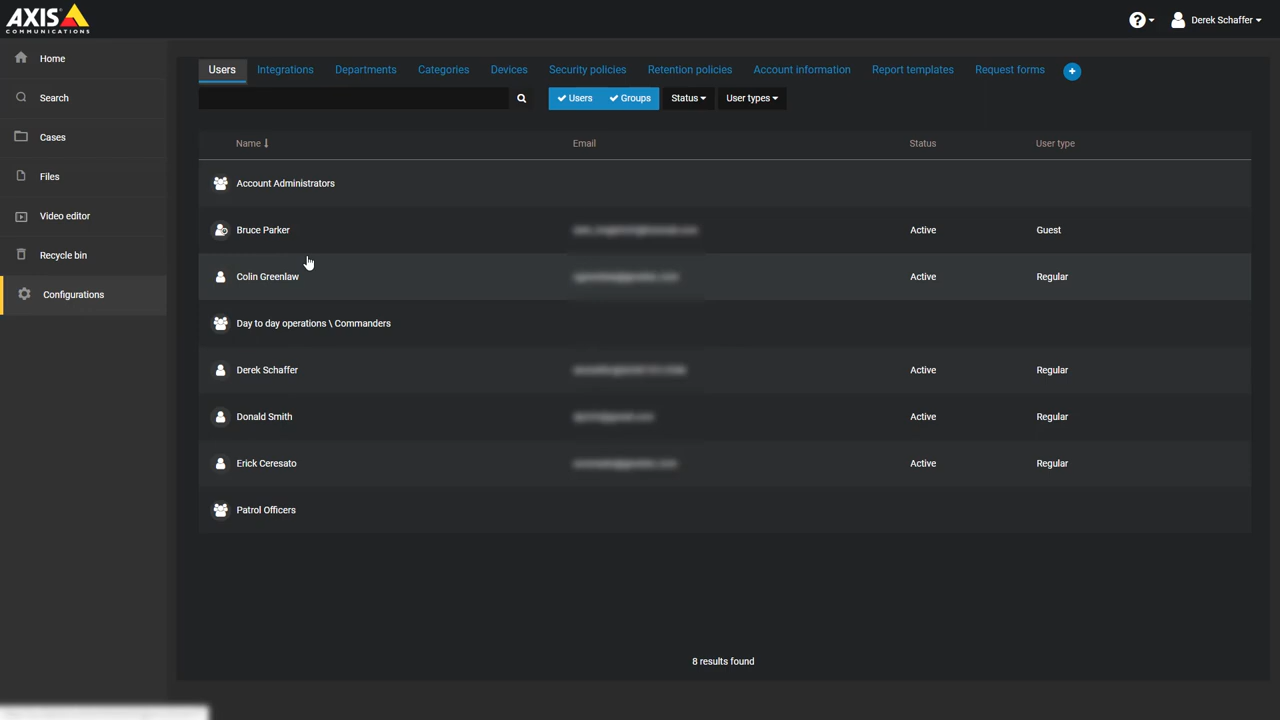 AXIS
COMMUNICATIONS
? Derek Schaffer
Home
Search
Cases
Files
Video editor
Recycle bin
Configurations
Users Integrations Departments Categories Devices Security policies Retention policies Account information Report templates Request forms +
Users Groups Status User types
Name Email Status User type
Account Administrators
Bruce Parker Active Guest
Colin Greenlaw Active Regular
Day to day operations \ Commanders
Derek Schaffer Active Regular
Donald Smith Active Regular
Erick Ceresato Active Regular
Patrol Officers
8 results found